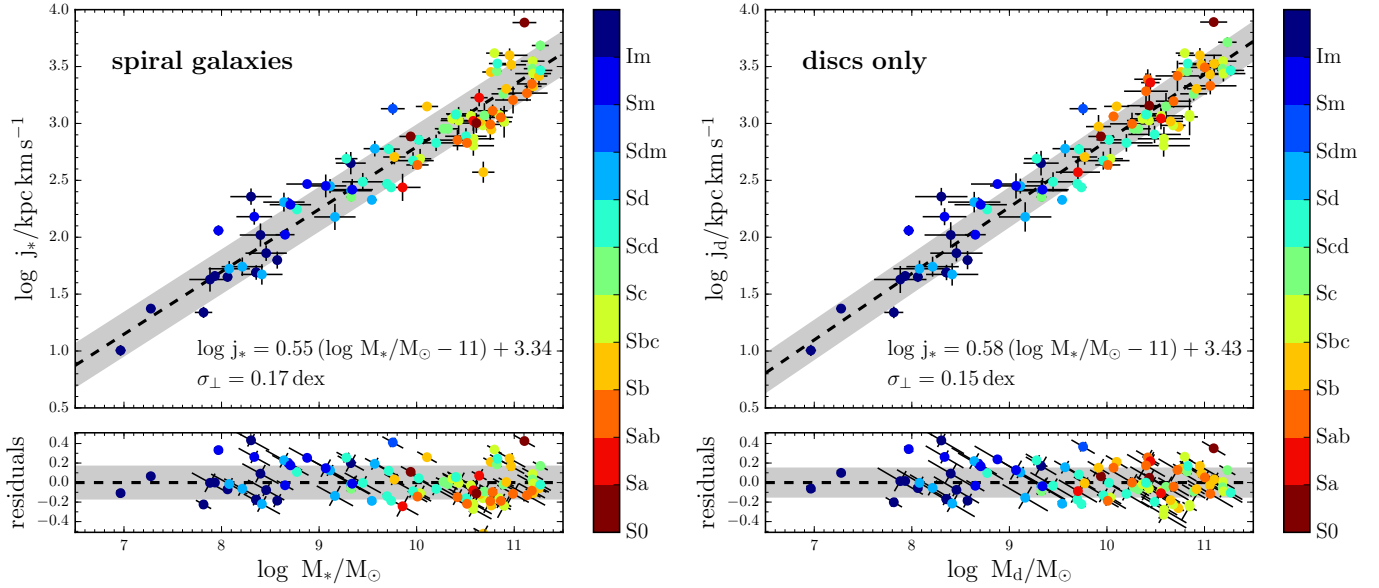 4.0
3.5
3.0
2.5
2.0
1.5
1.0
0.5
log j*/kpc km s⁻¹
spiral galaxies
log j* = 0.55 (log M*/M⊙ − 11) + 3.34
σ⊥ = 0.17 dex
0.4
0.2
0.0
−0.2
−0.4
residuals
7 8 9 10 11
log M*/M⊙
Im
Sm
Sdm
Sd
Scd
Sc
Sbc
Sb
Sab
Sa
S0
4.0
3.5
3.0
2.5
2.0
1.5
1.0
0.5
log j_d/kpc km s⁻¹
discs only
log j* = 0.58 (log M*/M⊙ − 11) + 3.43
σ⊥ = 0.15 dex
0.4
0.2
0.0
−0.2
−0.4
residuals
7 8 9 10 11
log M_d/M⊙
Im
Sm
Sdm
Sd
Scd
Sc
Sbc
Sb
Sab
Sa
S0